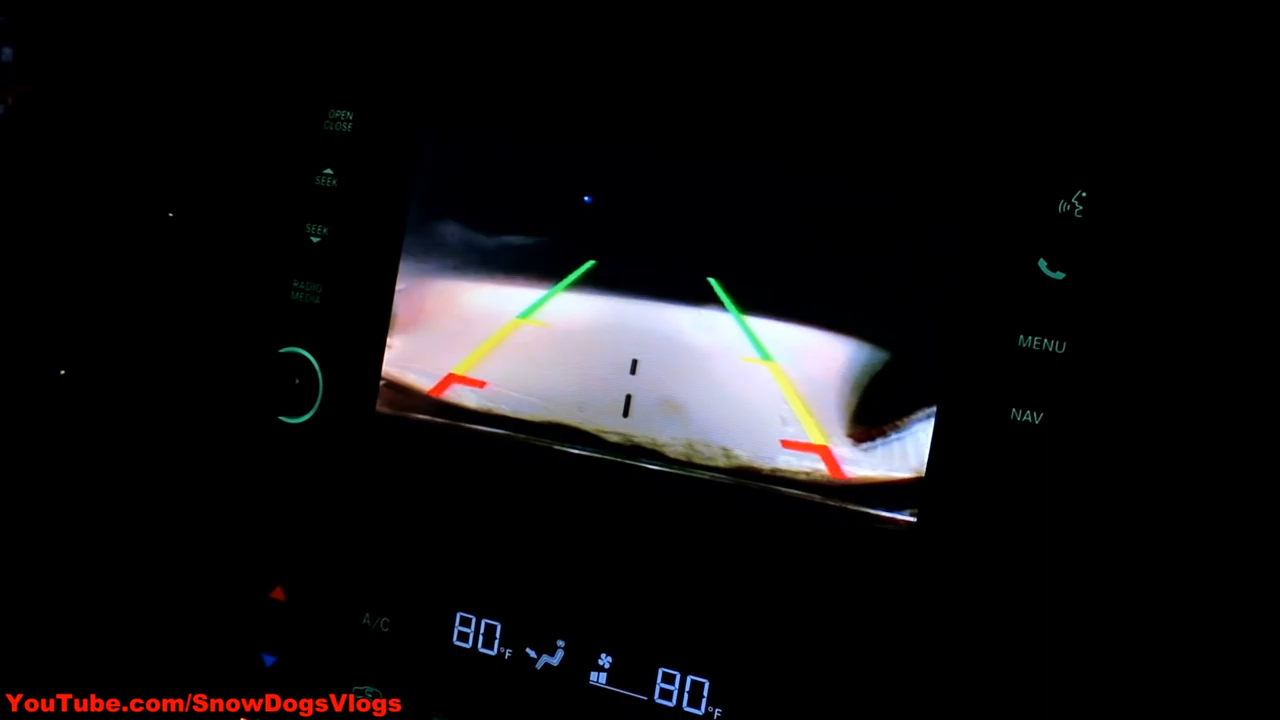 OPEN
CLOSE
SEEK
SEEK
RADIO
MEDIA
MENU
NAV
A/C
80°F
80°F
YouTube.com/SnowDogsVlogs